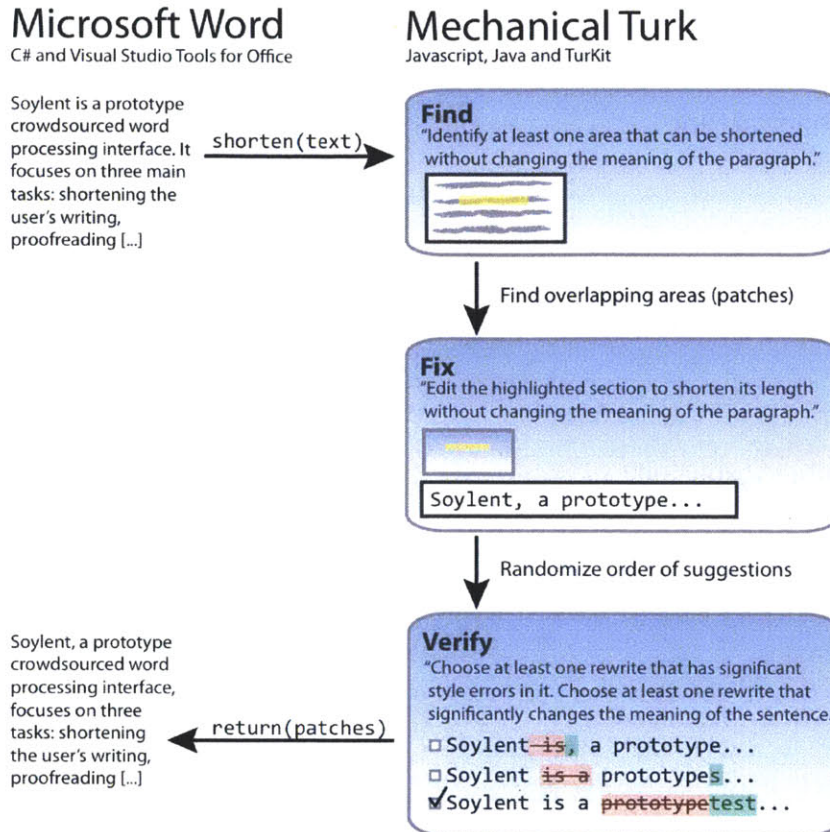 Microsoft Word
C# and Visual Studio Tools for Office
Soylent is a prototype
crowdsourced word
processing interface. It
focuses on three main
tasks: shortening the
user's writing,
proofreading [...]
shorten(text)
Mechanical Turk
Javascript, Java and TurKit
Find
"Identify at least one area that can be shortened
without changing the meaning of the paragraph."
Find overlapping areas (patches)
Fix
"Edit the highlighted section to shorten its length
without changing the meaning of the paragraph."
Soylent, a prototype...
Randomize order of suggestions
Verify
"Choose at least one rewrite that has significant
style errors in it. Choose at least one rewrite that
significantly changes the meaning of the sentence.
Soylent is, a prototype...
Soylent is a prototypes...
Soylent is a prototypetest...
return(patches)
Soylent, a prototype
crowdsourced word
processing interface,
focuses on three
tasks: shortening
the user's writing,
proofreading [...]